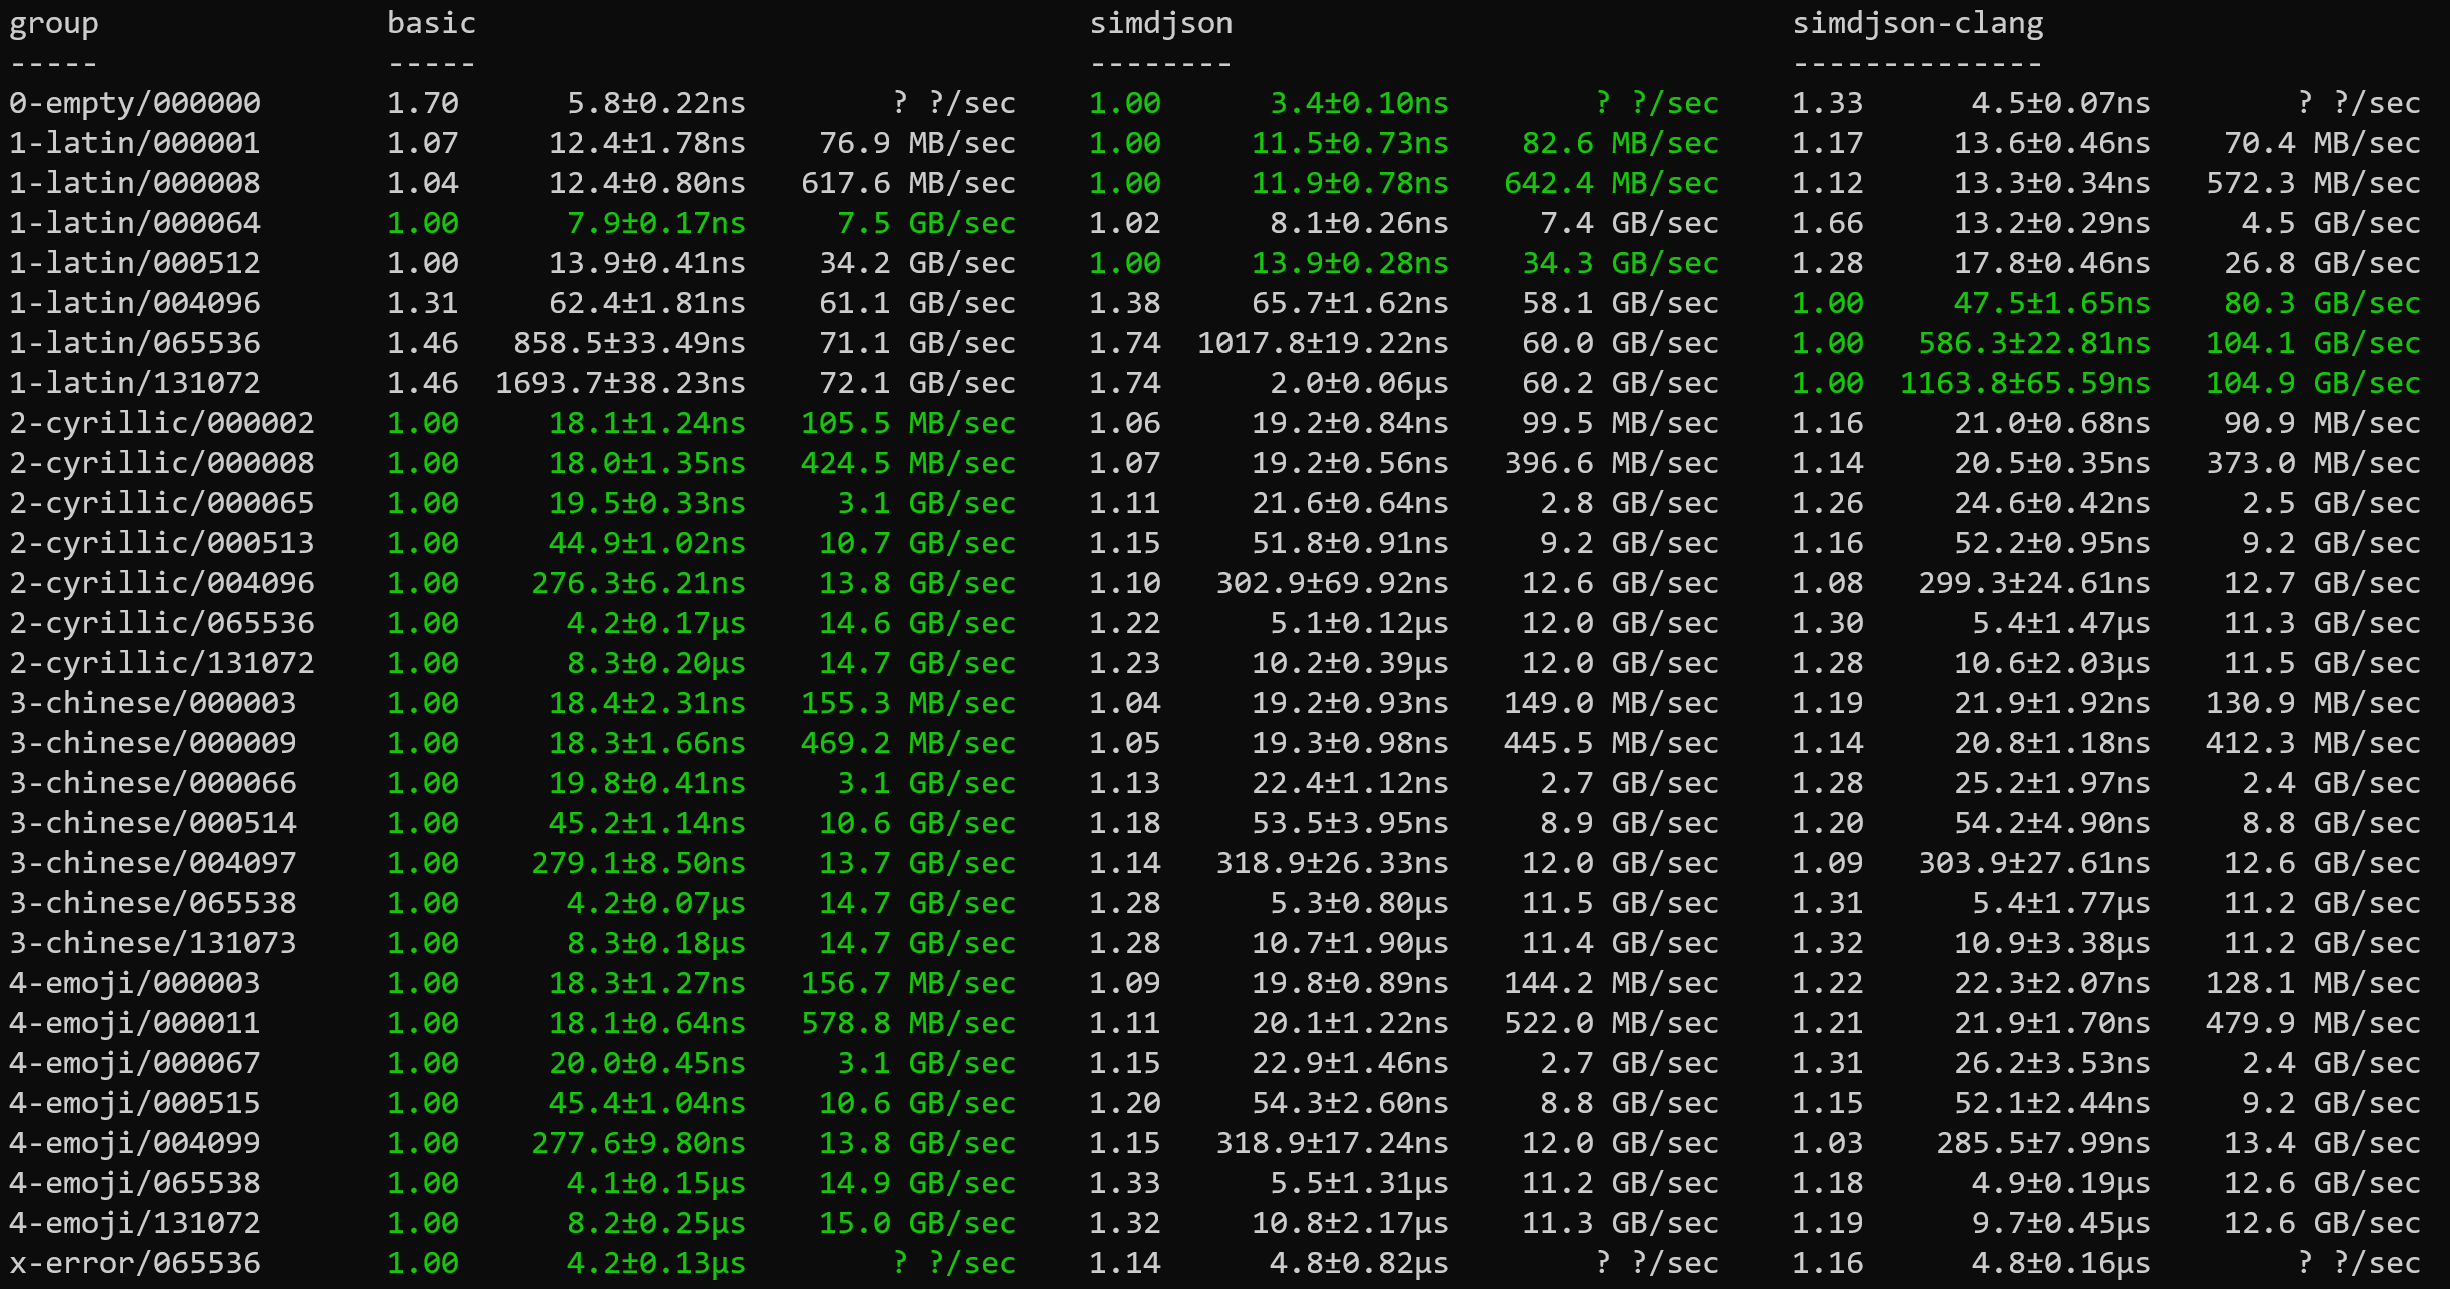 group basic simdjson simdjson-clang
----- ----- -------- --------------
0-empty/000000 1.70 5.8±0.22ns ? ?/sec 1.00 3.4±0.10ns ? ?/sec 1.33 4.5±0.07ns ? ?/sec
1-latin/000001 1.07 12.4±1.78ns 76.9 MB/sec 1.00 11.5±0.73ns 82.6 MB/sec 1.17 13.6±0.46ns 70.4 MB/sec
1-latin/000008 1.04 12.4±0.80ns 617.6 MB/sec 1.00 11.9±0.78ns 642.4 MB/sec 1.12 13.3±0.34ns 572.3 MB/sec
1-latin/000064 1.00 7.9±0.17ns 7.5 GB/sec 1.02 8.1±0.26ns 7.4 GB/sec 1.66 13.2±0.29ns 4.5 GB/sec
1-latin/000512 1.00 13.9±0.41ns 34.2 GB/sec 1.00 13.9±0.28ns 34.3 GB/sec 1.28 17.8±0.46ns 26.8 GB/sec
1-latin/004096 1.31 62.4±1.81ns 61.1 GB/sec 1.38 65.7±1.62ns 58.1 GB/sec 1.00 47.5±1.65ns 80.3 GB/sec
1-latin/065536 1.46 858.5±33.49ns 71.1 GB/sec 1.74 1017.8±19.22ns 60.0 GB/sec 1.00 586.3±22.81ns 104.1 GB/sec
1-latin/131072 1.46 1693.7±38.23ns 72.1 GB/sec 1.74 2.0±0.06µs 60.2 GB/sec 1.00 1163.8±65.59ns 104.9 GB/sec
2-cyrillic/000002 1.00 18.1±1.24ns 105.5 MB/sec 1.06 19.2±0.84ns 99.5 MB/sec 1.16 21.0±0.68ns 90.9 MB/sec
2-cyrillic/000008 1.00 18.0±1.35ns 424.5 MB/sec 1.07 19.2±0.56ns 396.6 MB/sec 1.14 20.5±0.35ns 373.0 MB/sec
2-cyrillic/000065 1.00 19.5±0.33ns 3.1 GB/sec 1.11 21.6±0.64ns 2.8 GB/sec 1.26 24.6±0.42ns 2.5 GB/sec
2-cyrillic/000513 1.00 44.9±1.02ns 10.7 GB/sec 1.15 51.8±0.91ns 9.2 GB/sec 1.16 52.2±0.95ns 9.2 GB/sec
2-cyrillic/004096 1.00 276.3±6.21ns 13.8 GB/sec 1.10 302.9±69.92ns 12.6 GB/sec 1.08 299.3±24.61ns 12.7 GB/sec
2-cyrillic/065536 1.00 4.2±0.17µs 14.6 GB/sec 1.22 5.1±0.12µs 12.0 GB/sec 1.30 5.4±1.47µs 11.3 GB/sec
2-cyrillic/131072 1.00 8.3±0.20µs 14.7 GB/sec 1.23 10.2±0.39µs 12.0 GB/sec 1.28 10.6±2.03µs 11.5 GB/sec
3-chinese/000003 1.00 18.4±2.31ns 155.3 MB/sec 1.04 19.2±0.93ns 149.0 MB/sec 1.19 21.9±1.92ns 130.9 MB/sec
3-chinese/000009 1.00 18.3±1.66ns 469.2 MB/sec 1.05 19.3±0.98ns 445.5 MB/sec 1.14 20.8±1.18ns 412.3 MB/sec
3-chinese/000066 1.00 19.8±0.41ns 3.1 GB/sec 1.13 22.4±1.12ns 2.7 GB/sec 1.28 25.2±1.97ns 2.4 GB/sec
3-chinese/000514 1.00 45.2±1.14ns 10.6 GB/sec 1.18 53.5±3.95ns 8.9 GB/sec 1.20 54.2±4.90ns 8.8 GB/sec
3-chinese/004097 1.00 279.1±8.50ns 13.7 GB/sec 1.14 318.9±26.33ns 12.0 GB/sec 1.09 303.9±27.61ns 12.6 GB/sec
3-chinese/065538 1.00 4.2±0.07µs 14.7 GB/sec 1.28 5.3±0.80µs 11.5 GB/sec 1.31 5.4±1.77µs 11.2 GB/sec
3-chinese/131073 1.00 8.3±0.18µs 14.7 GB/sec 1.28 10.7±1.90µs 11.4 GB/sec 1.32 10.9±3.38µs 11.2 GB/sec
4-emoji/000003 1.00 18.3±1.27ns 156.7 MB/sec 1.09 19.8±0.89ns 144.2 MB/sec 1.22 22.3±2.07ns 128.1 MB/sec
4-emoji/000011 1.00 18.1±0.64ns 578.8 MB/sec 1.11 20.1±1.22ns 522.0 MB/sec 1.21 21.9±1.70ns 479.9 MB/sec
4-emoji/000067 1.00 20.0±0.45ns 3.1 GB/sec 1.15 22.9±1.46ns 2.7 GB/sec 1.31 26.2±3.53ns 2.4 GB/sec
4-emoji/000515 1.00 45.4±1.04ns 10.6 GB/sec 1.20 54.3±2.60ns 8.8 GB/sec 1.15 52.1±2.44ns 9.2 GB/sec
4-emoji/004099 1.00 277.6±9.80ns 13.8 GB/sec 1.15 318.9±17.24ns 12.0 GB/sec 1.03 285.5±7.99ns 13.4 GB/sec
4-emoji/065538 1.00 4.1±0.15µs 14.9 GB/sec 1.33 5.5±1.31µs 11.2 GB/sec 1.18 4.9±0.19µs 12.6 GB/sec
4-emoji/131072 1.00 8.2±0.25µs 15.0 GB/sec 1.32 10.8±2.17µs 11.3 GB/sec 1.19 9.7±0.45µs 12.6 GB/sec
x-error/065536 1.00 4.2±0.13µs ? ?/sec 1.14 4.8±0.82µs ? ?/sec 1.16 4.8±0.16µs ? ?/sec